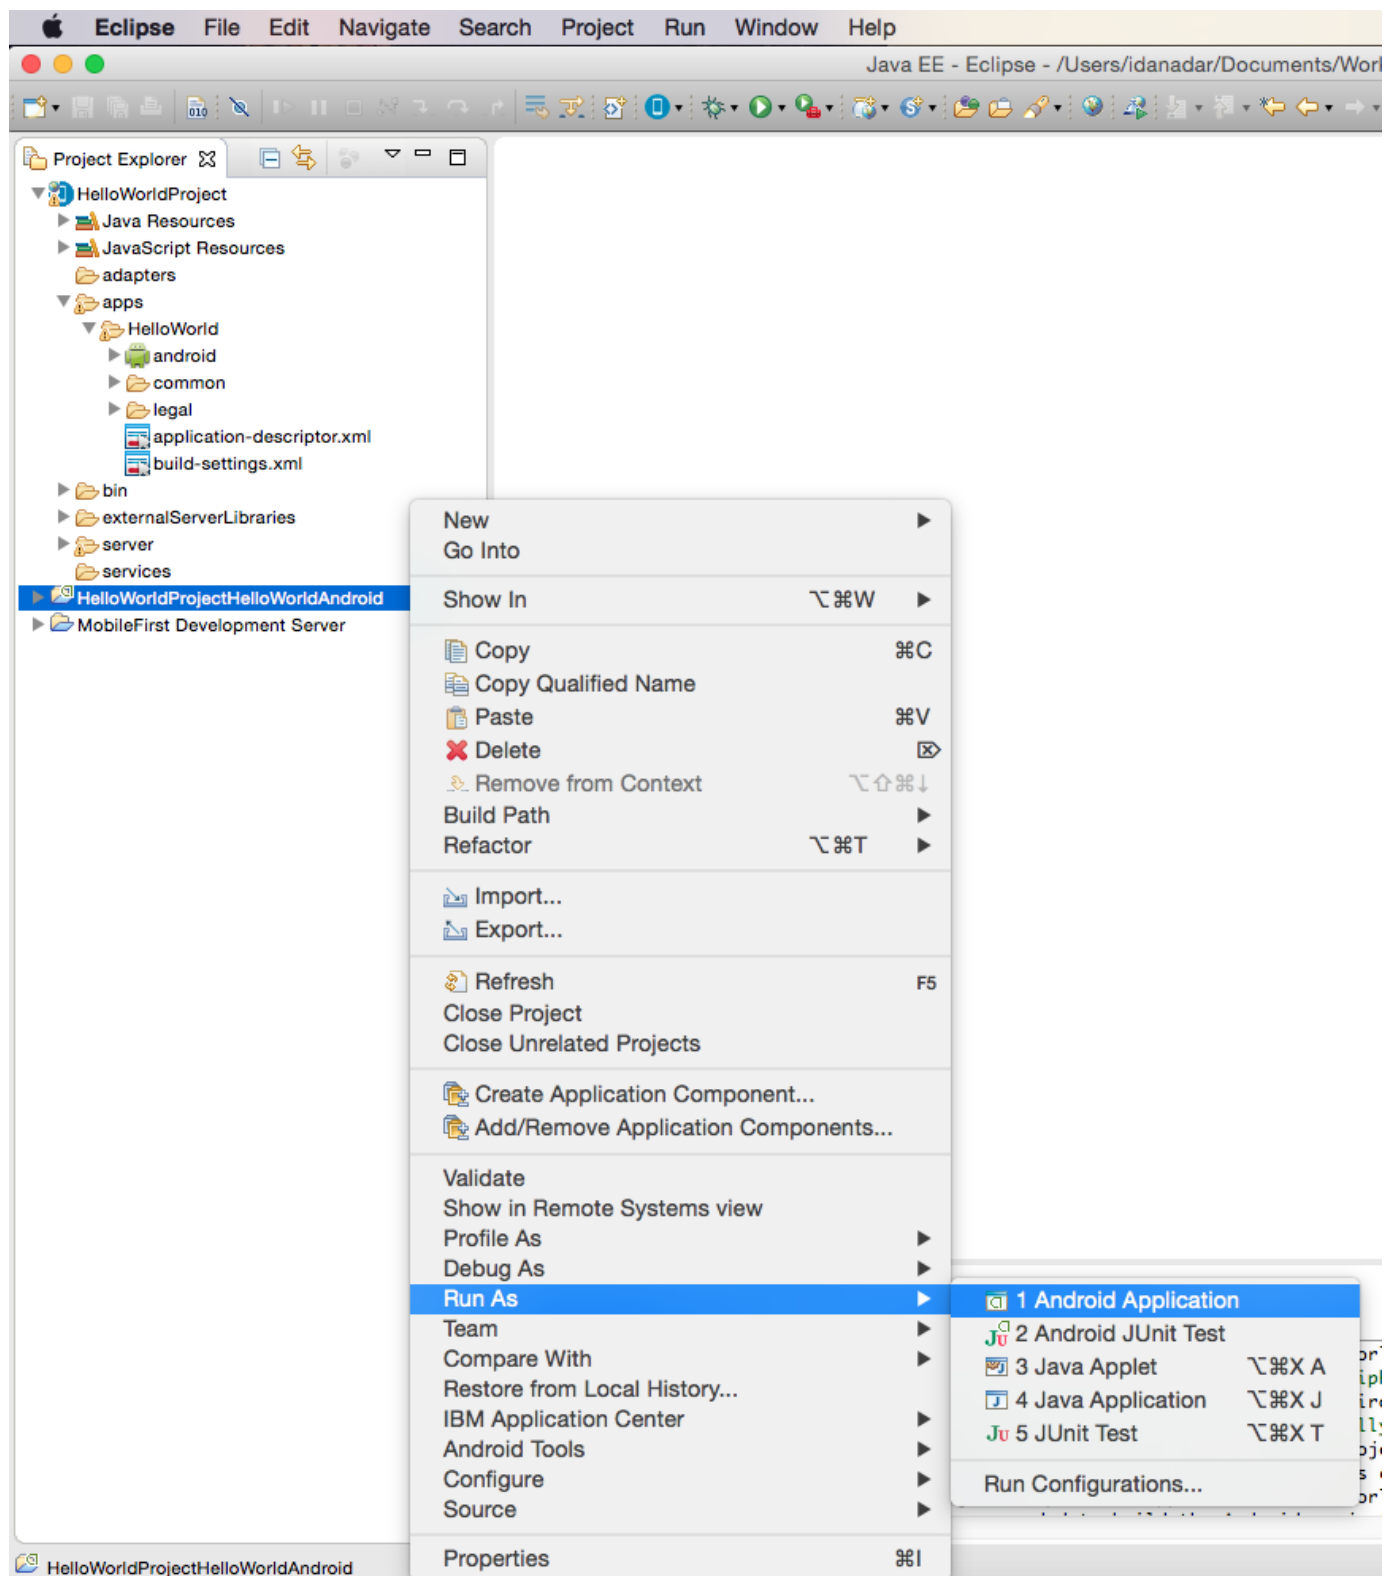 Eclipse File Edit Navigate Search Project Run Window Help
Java EE - Eclipse - /Users/idanadar/Documents/Worl
010
Project Explorer
HelloWorldProject
Java Resources
JavaScript Resources
adapters
apps
HelloWorld
android
common
legal
application-descriptor.xml
build-settings.xml
bin
externalServerLibraries
server
services
HelloWorldProjectHelloWorldAndroid
MobileFirst Development Server
New
Go Into
Show In ⌥⌘W
Copy ⌘C
Copy Qualified Name
Paste ⌘V
Delete ⌦
Remove from Context ⌥⇧⌘↓
Build Path
Refactor ⌥⌘T
Import...
Export...
Refresh F5
Close Project
Close Unrelated Projects
Create Application Component...
Add/Remove Application Components...
Validate
Show in Remote Systems view
Profile As
Debug As
Run As
Team
Compare With
Restore from Local History...
IBM Application Center
Android Tools
Configure
Source
Properties ⌘I
1 Android Application
2 Android JUnit Test
3 Java Applet ⌥⌘X A
4 Java Application ⌥⌘X J
5 JUnit Test ⌥⌘X T
Run Configurations...
HelloWorldProjectHelloWorldAndroid